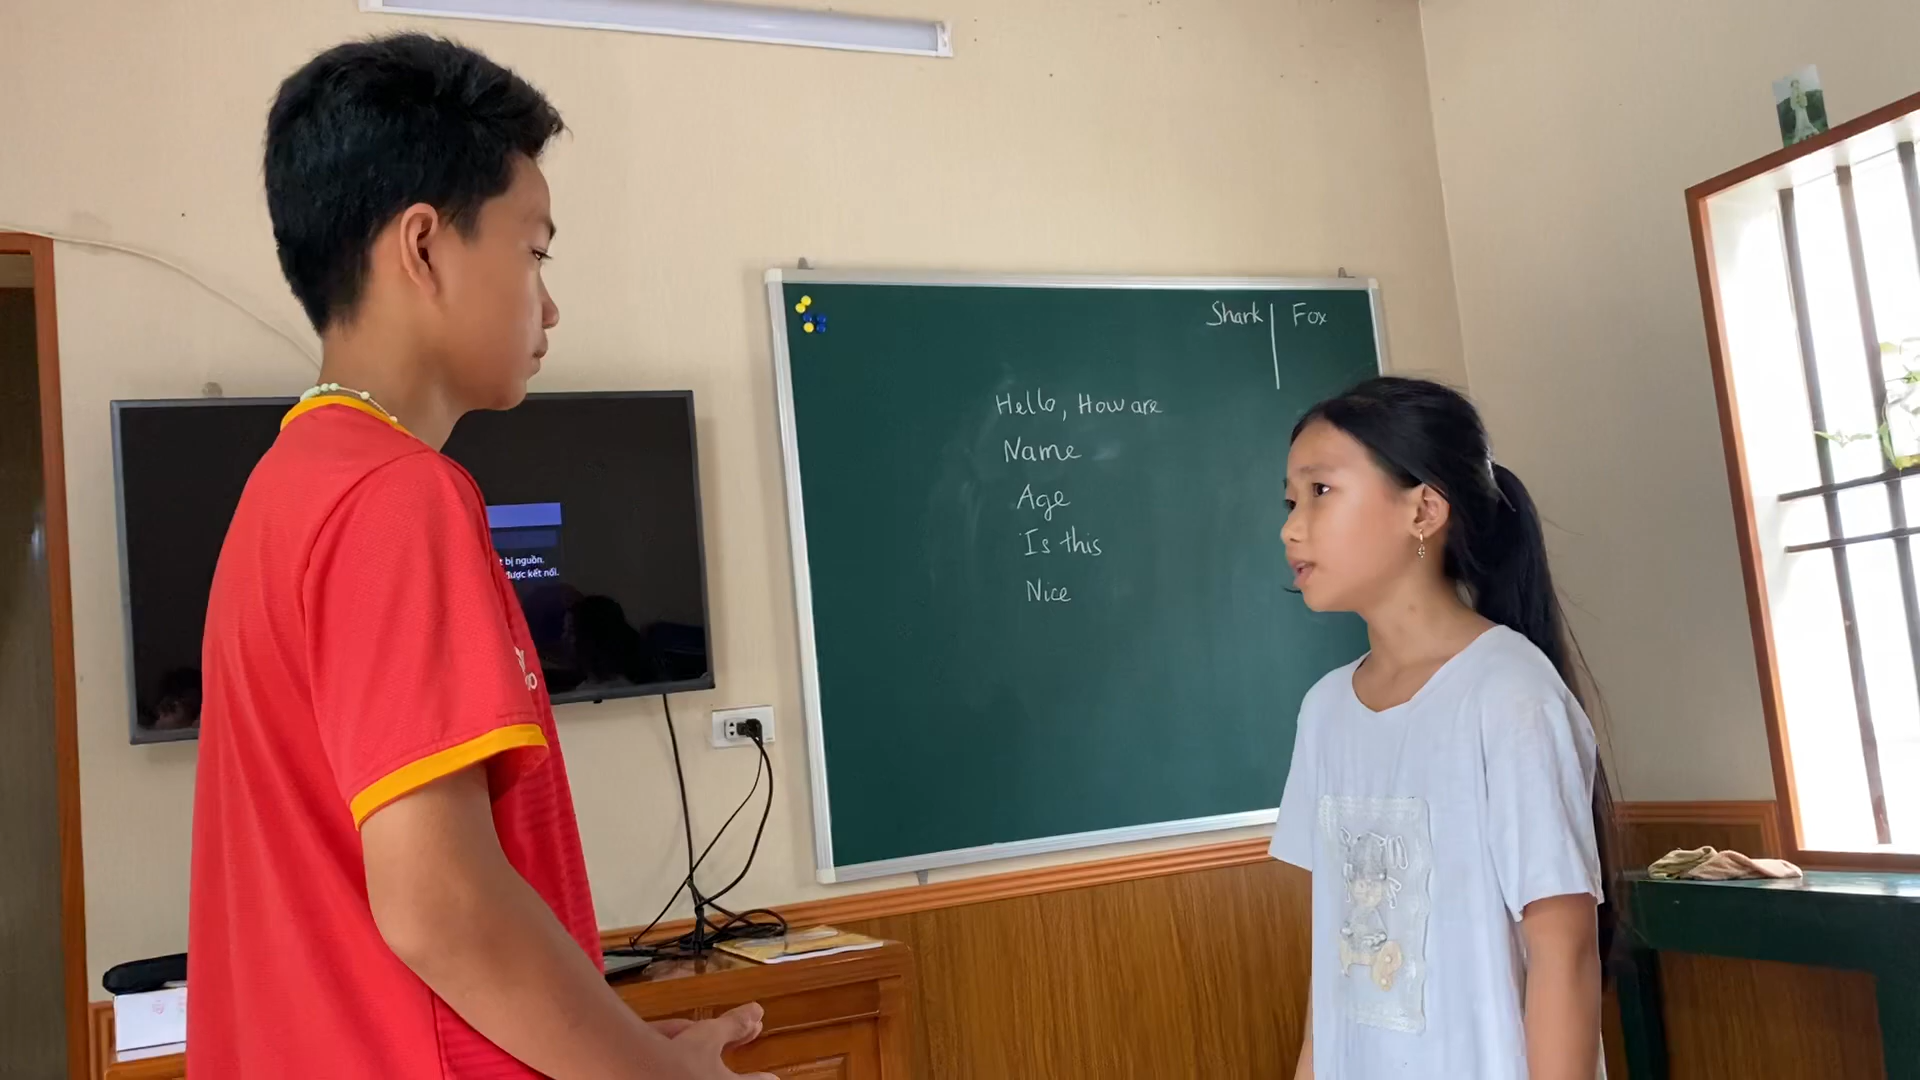 Shark | Fox
Hello, How are
Name
Age
Is this
Nice
bị nguồn.
được kết nối.